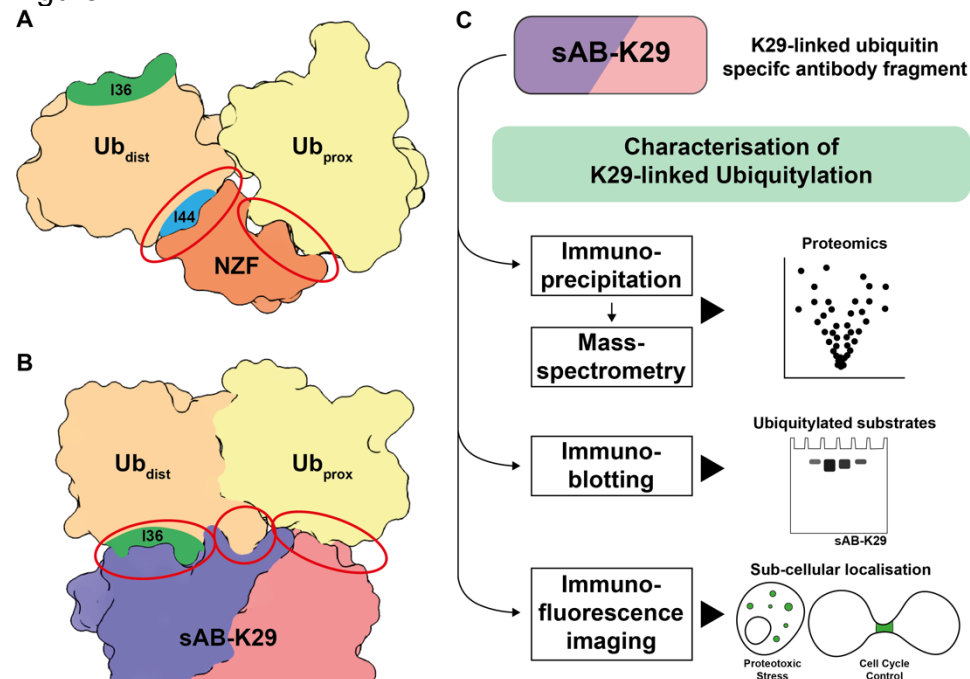 A
I36
Ub dist
Ub prox
I44
NZF
B
Ub dist
Ub prox
I36
sAB-K29
C
sAB-K29
K29-linked ubiquitin
specifc antibody fragment
Characterisation of
K29-linked Ubiquitylation
Immuno-
precipitation
Mass-
spectrometry
Proteomics
Immuno-
blotting
Ubiquitylated substrates
sAB-K29
Immuno-
fluorescence
imaging
Sub-cellular localisation
Proteotoxic
Stress
Cell Cycle
Control